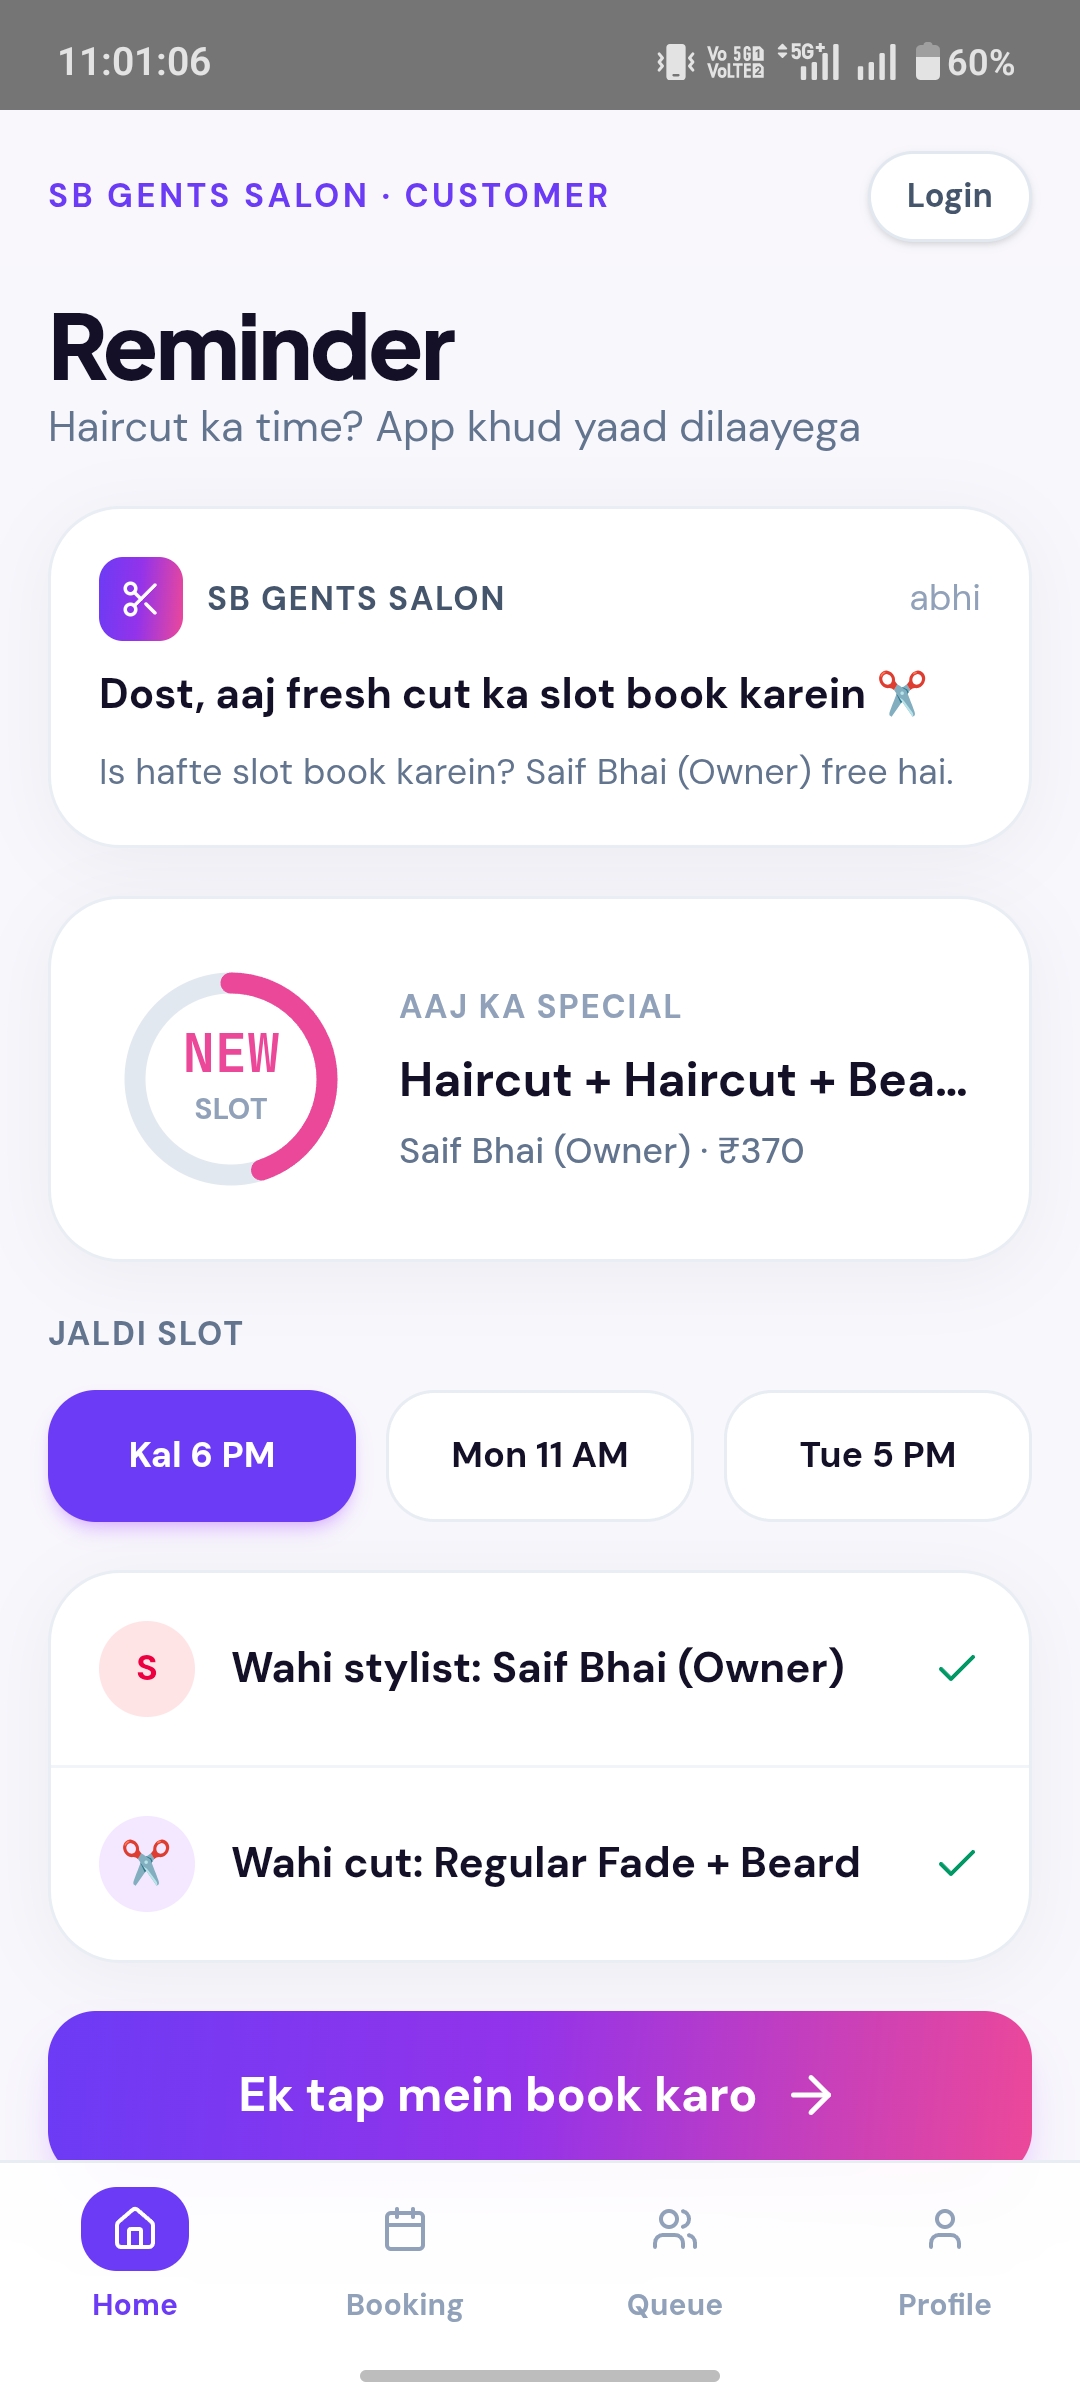 11:01:06
Vo 5G 1
VoLTE 2
5G+
60%
SB GENTS SALON · CUSTOMER
Login
Reminder
Haircut ka time? App khud yaad dilaayega
SB GENTS SALON
abhi
Dost, aaj fresh cut ka slot book karein ✂️
Is hafte slot book karein? Saif Bhai (Owner) free hai.
NEW
SLOT
AAJ KA SPECIAL
Haircut + Haircut + Bea...
Saif Bhai (Owner) · ₹370
JALDI SLOT
Kal 6 PM
Mon 11 AM
Tue 5 PM
S
Wahi stylist: Saif Bhai (Owner)
Wahi cut: Regular Fade + Beard
Ek tap mein book karo →
Home
Booking
Queue
Profile